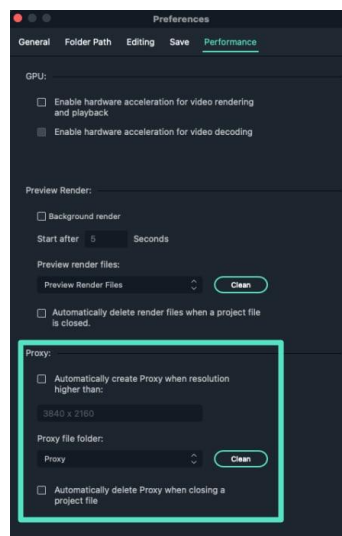 Preferences
General Folder Path Editing Save Performance
GPU:
Enable hardware acceleration for video rendering
and playback
Enable hardware acceleration for video decoding
Preview Render:
Background render
Start after 5 Seconds
Preview render files:
Preview Render Files Clean
Automatically delete render files when a project file
is closed.
Proxy:
Automatically create Proxy when resolution
higher than:
3840 x 2160
Proxy file folder:
Proxy Clean
Automatically delete Proxy when closing a
project file